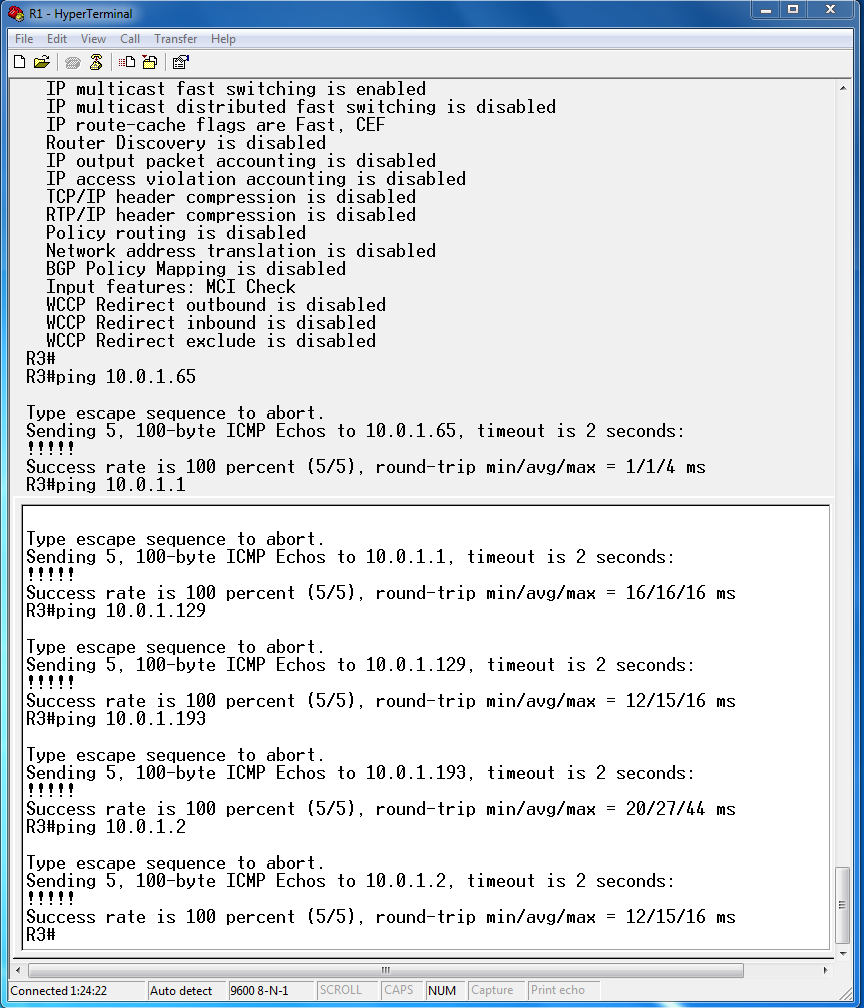 R1 - HyperTerminal
File Edit View Call Transfer Help
IP multicast fast switching is enabled
IP multicast distributed fast switching is disabled
IP route-cache flags are Fast, CEF
Router Discovery is disabled
IP output packet accounting is disabled
IP access violation accounting is disabled
TCP/IP header compression is disabled
RTP/IP header compression is disabled
Policy routing is disabled
Network address translation is disabled
BGP Policy Mapping is disabled
Input features: MCI Check
WCCP Redirect outbound is disabled
WCCP Redirect inbound is disabled
WCCP Redirect exclude is disabled
R3#
R3#ping 10.0.1.65
Type escape sequence to abort.
Sending 5, 100-byte ICMP Echos to 10.0.1.65, timeout is 2 seconds:
!!!!!
Success rate is 100 percent (5/5), round-trip min/avg/max = 1/1/4 ms
R3#ping 10.0.1.1
Type escape sequence to abort.
Sending 5, 100-byte ICMP Echos to 10.0.1.1, timeout is 2 seconds:
!!!!!
Success rate is 100 percent (5/5), round-trip min/avg/max = 16/16/16 ms
R3#ping 10.0.1.129
Type escape sequence to abort.
Sending 5, 100-byte ICMP Echos to 10.0.1.129, timeout is 2 seconds:
!!!!!
Success rate is 100 percent (5/5), round-trip min/avg/max = 12/15/16 ms
R3#ping 10.0.1.193
Type escape sequence to abort.
Sending 5, 100-byte ICMP Echos to 10.0.1.193, timeout is 2 seconds:
!!!!!
Success rate is 100 percent (5/5), round-trip min/avg/max = 20/27/44 ms
R3#ping 10.0.1.2
Type escape sequence to abort.
Sending 5, 100-byte ICMP Echos to 10.0.1.2, timeout is 2 seconds:
!!!!!
Success rate is 100 percent (5/5), round-trip min/avg/max = 12/15/16 ms
R3#
Connected 1:24:22 Auto detect 9600 8-N-1 SCROLL CAPS NUM Capture Print echo